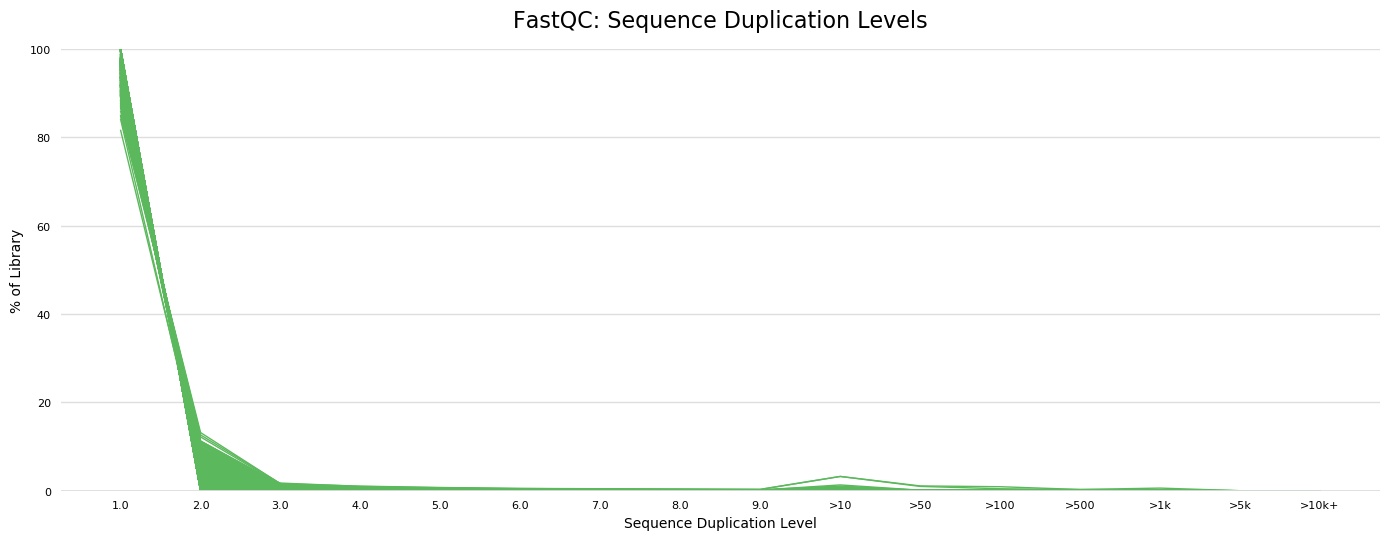 FastQC: Sequence Duplication Levels
100
80
60
40
20
0
% of Library
1.0 2.0 3.0 4.0 5.0 6.0 7.0 8.0 9.0 >10 >50 >100 >500 >1k >5k >10k+
Sequence Duplication Level